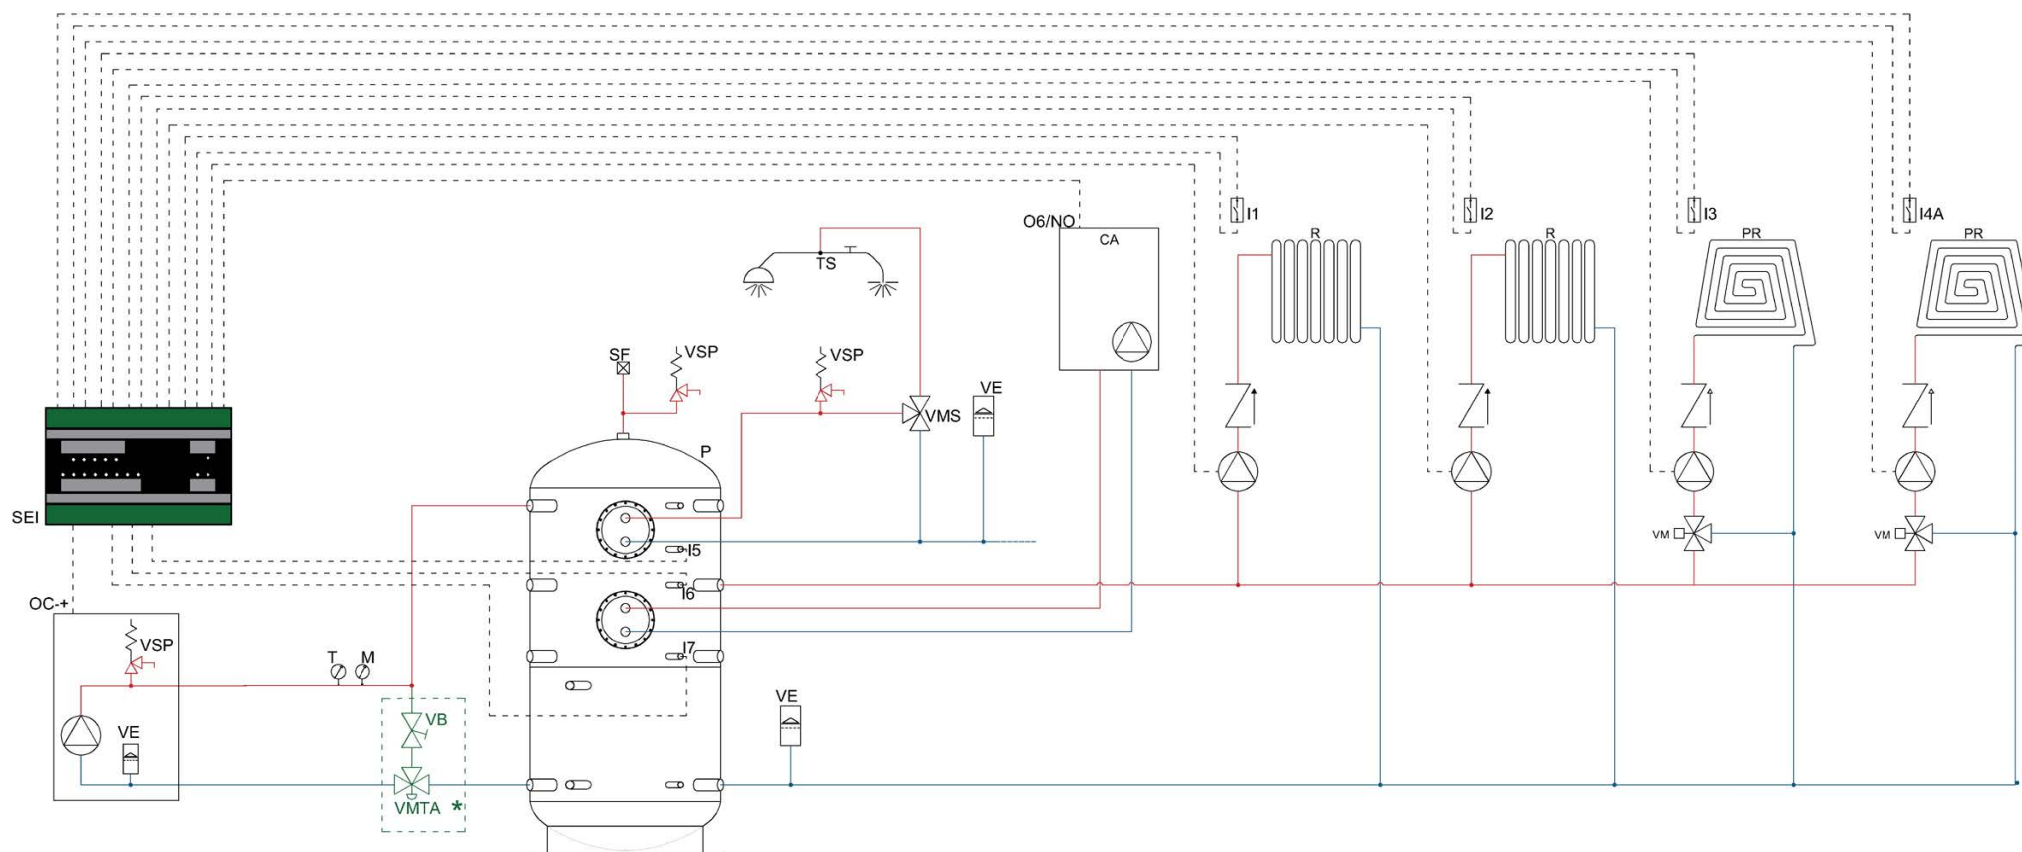 I1
I2
I3
I4A
O6/NO
CA
R
R
PR
PR
TS
SF
VSP
VSP
VE
VMS
P
SEI
I5
VM
VM
I6
OC-+
VSP
T
M
I7
VE
VB
VE
VMTA *